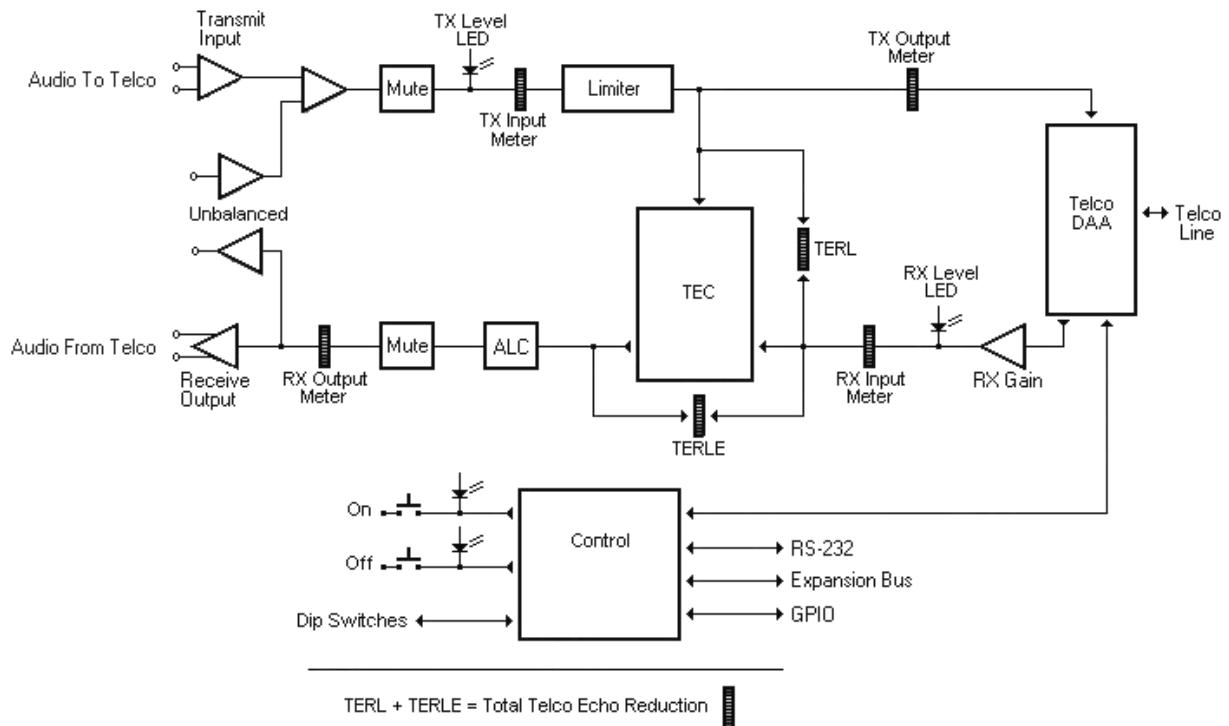 Transmit
Input
TX Level
LED
TX Output
Meter
Audio To Telco
Mute
Limiter
TX Input
Meter
Unbalanced
Telco
DAA
Telco
Line
TERL
TEC
RX Level
LED
Audio From Telco
Mute
ALC
Receive
Output
RX Output
Meter
RX Input
Meter
RX Gain
TERLE
On
Off
Control
RS-232
Expansion Bus
GPIO
Dip Switches
TERL + TERLE = Total Telco Echo Reduction